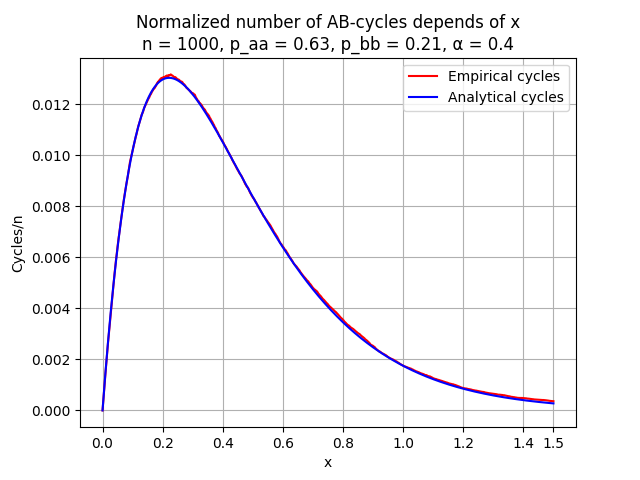 Normalized number of AB-cycles depends of x
n = 1000, p_aa = 0.63, p_bb = 0.21, α = 0.4
Empirical cycles
Analytical cycles
Cycles/n
0.012
0.010
0.008
0.006
0.004
0.002
0.000
0.0 0.2 0.4 0.6 0.8 1.0 1.2 1.4 1.5
x